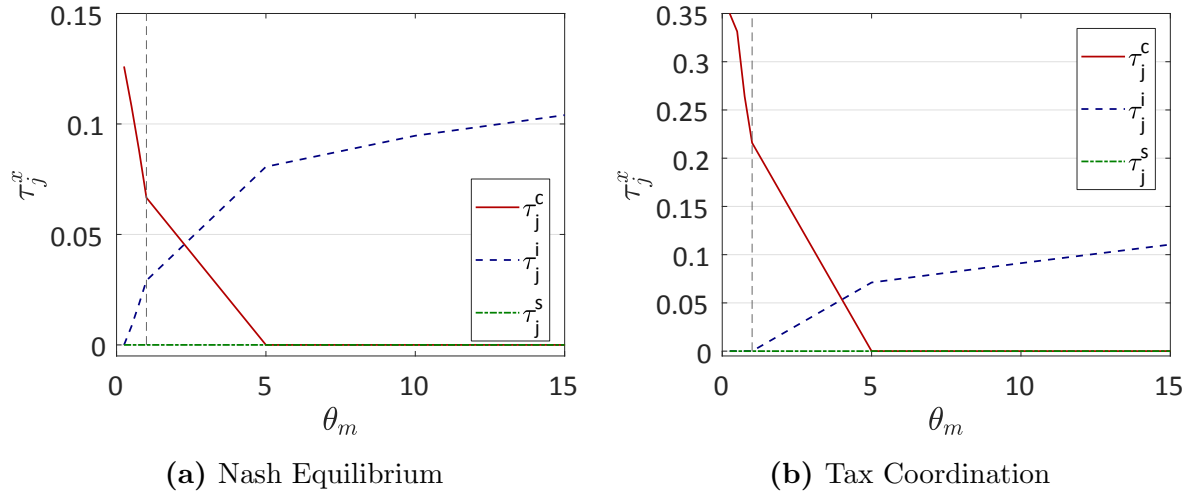 0.15
0.1
0.05
0
τ_j^x
0 5 10 15
θ_m
τ_j^c
τ_j^i
τ_j^s
(a) Nash Equilibrium
0.35
0.3
0.25
0.2
0.15
0.1
0.05
0
τ_j^x
0 5 10 15
θ_m
τ_j^c
τ_j^i
τ_j^s
(b) Tax Coordination